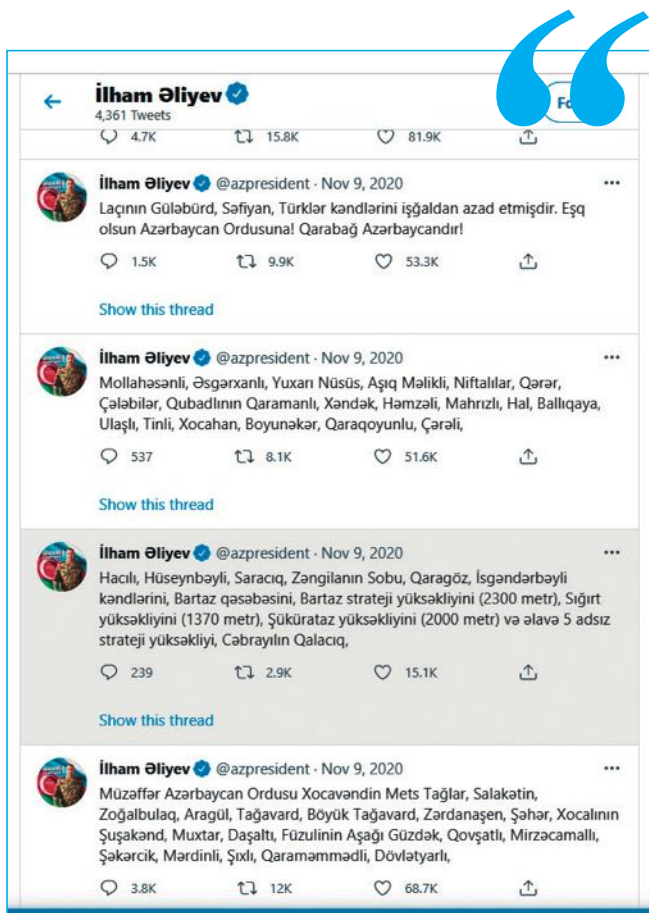 İlham Əliyev
4,361 Tweets
4.7K 15.8K 81.9K
İlham Əliyev @azpresident · Nov 9, 2020
Laçının Güləbürd, Səfiyan, Türklər kəndlərini işğaldan azad etmişdir. Eşq
olsun Azərbaycan Ordusuna! Qarabağ Azərbaycandır!
1.5K 9.9K 53.3K
Show this thread
İlham Əliyev @azpresident · Nov 9, 2020
Mollahəsənli, Əsgərxanlı, Yuxarı Nüsüs, Aşıq Məlikli, Niftalılar, Qərər,
Çələbilər, Qubadlının Qaramanlı, Xəndək, Həmzəli, Mahrızlı, Hal, Ballıqaya,
Ulaşlı, Tinli, Xocahan, Boyunəkər, Qaraqoyunlu, Çərəli,
537 8.1K 51.6K
Show this thread
İlham Əliyev @azpresident · Nov 9, 2020
Hacılı, Hüseynbəyli, Saracıq, Zəngilanın Sobu, Qaragöz, İsgəndərbəyli
kəndlərini, Bartaz qəsəbəsini, Bartaz strateji yüksəkliyini (2300 metr), Sığırt
yüksəkliyini (1370 metr), Şükürataz yüksəkliyini (2000 metr) və əlavə 5 adsız
strateji yüksəkliyi, Cəbrayılın Qalacıq,
239 2.9K 15.1K
Show this thread
İlham Əliyev @azpresident · Nov 9, 2020
Müzəffər Azərbaycan Ordusu Xocavəndin Mets Tağlar, Salakətin,
Zoğalbulaq, Aragül, Tağavard, Böyük Tağavard, Zərdanaşen, Şəhər, Xocalının
Şuşakənd, Muxtar, Daşaltı, Füzulinin Aşağı Güzdək, Qovşatlı, Mirzəcamallı,
Şəkərcik, Mərdinli, Şıxlı, Qaraməmmədli, Dövlətyarlı,
3.8K 12K 68.7K